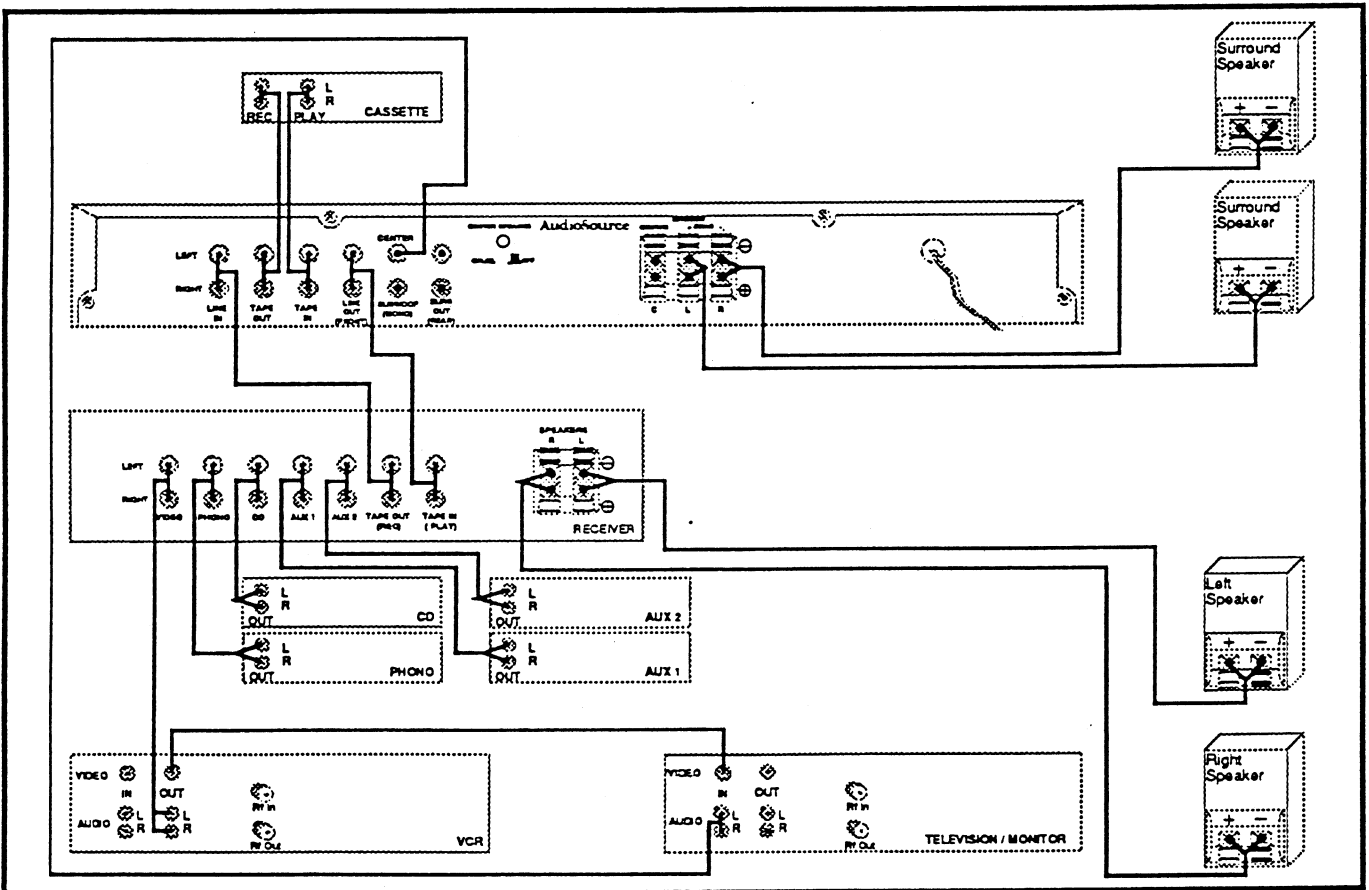 Surround
Speaker
+ −
L
R
REC PLAY CASSETTE
Surround
Speaker
+ −
CENTER
AudioSource
LEFT
RIGHT
LINE
IN
TAPE
OUT
TAPE
IN
LINE
OUT
(FRONT)
C L R
SPEAKERS
R L
LEFT
RIGHT
VIDEO PHONO CD AUX 1 AUX 2 TAPE OUT
(REC)
TAPE IN
(PLAY)
RECEIVER
L
R
OUT
CD
L
R
OUT
AUX 2
L
R
OUT
PHONO
L
R
OUT
AUX 1
Left
Speaker
+ −
Right
Speaker
+ −
VIDEO
IN OUT
AUDIO
L
R
Rf In
Rf Out
VCR
VIDEO
IN OUT
AUDIO
L
R
L
R
Rf In
Rf Out
TELEVISION / MONITOR